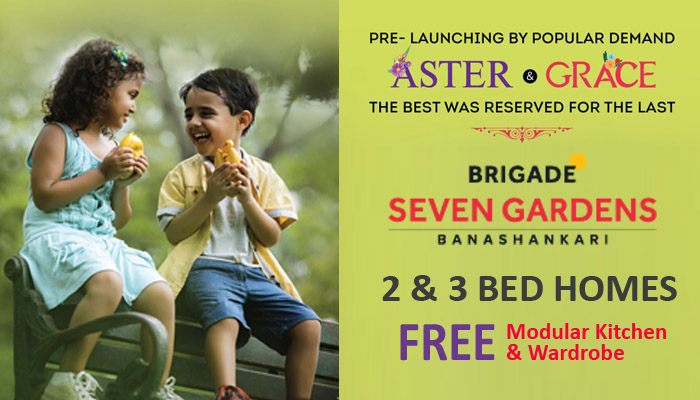 PRE- LAUNCHING BY POPULAR DEMAND
ASTER & GRACE
THE BEST WAS RESERVED FOR THE LAST
BRIGADE
SEVEN GARDENS
BANASHANKARI
2 & 3 BED HOMES
FREE Modular Kitchen
& Wardrobe